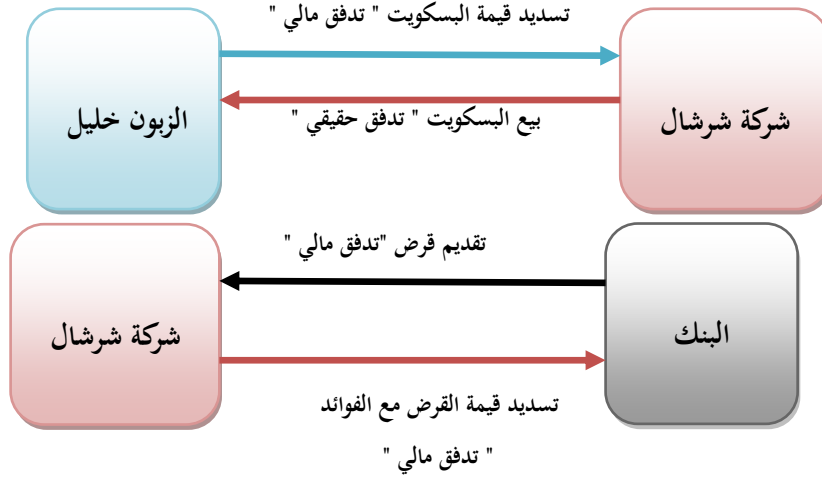 تسديد قيمة البسكويت " تدفق مالي "
شركة شرشال
الزبون خليل
بيع البسكويت " تدفق حقيقي "
تقديم قرض "تدفق مالي "
البنك
شركة شرشال
تسديد قيمة القرض مع الفوائد
" تدفق مالي "